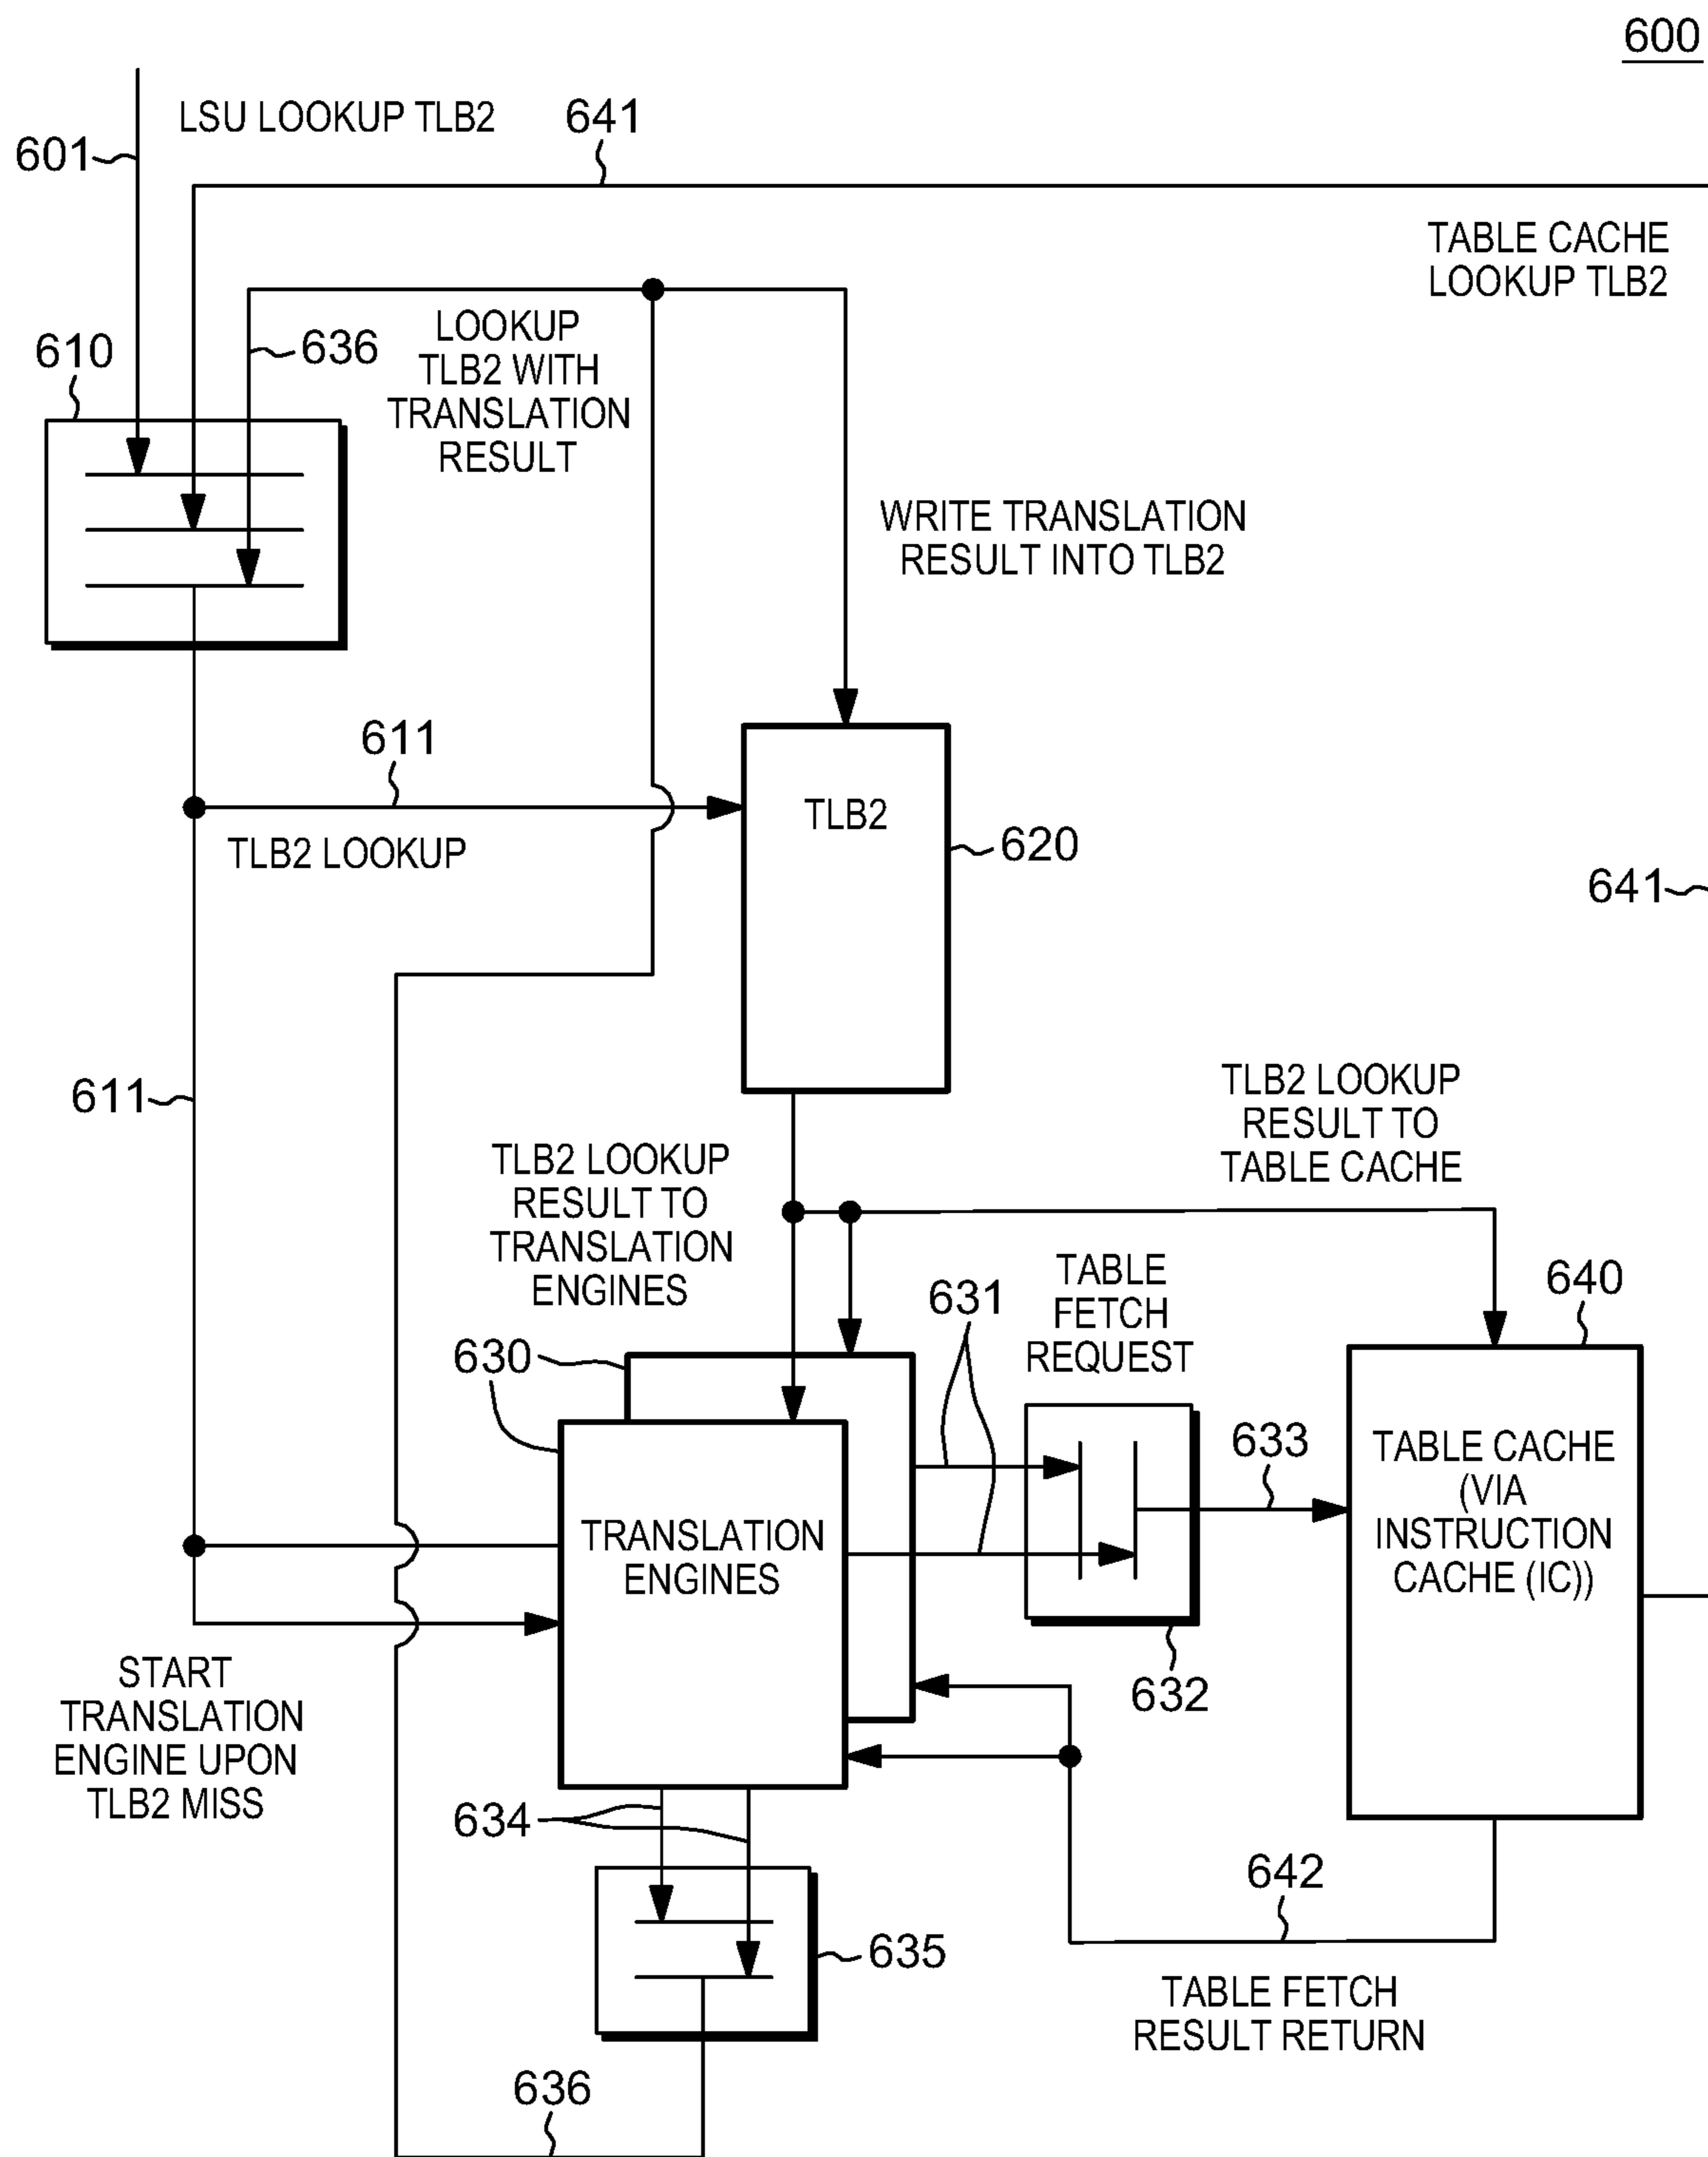 600
LSU LOOKUP TLB2
641
601
TABLE CACHE
LOOKUP TLB2
610
636
LOOKUP
TLB2 WITH
TRANSLATION
RESULT
WRITE TRANSLATION
RESULT INTO TLB2
611
TLB2
TLB2 LOOKUP
620
641
611
TLB2 LOOKUP
RESULT TO
TRANSLATION
ENGINES
TLB2 LOOKUP
RESULT TO
TABLE CACHE
631
TABLE
FETCH
REQUEST
640
630
633
TRANSLATION
ENGINES
TABLE CACHE
(VIA
INSTRUCTION
CACHE (IC))
START
TRANSLATION
ENGINE UPON
TLB2 MISS
632
634
642
635
TABLE FETCH
RESULT RETURN
636